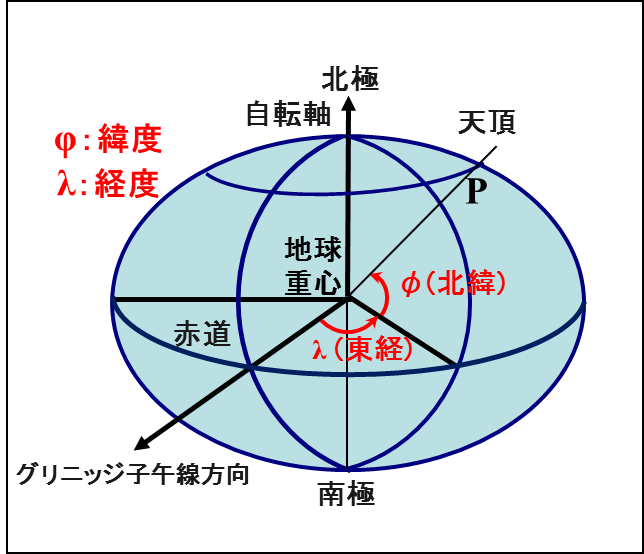 北極
自転軸
天頂
φ：緯度
λ：経度
P
地球
重心
φ（北緯）
赤道
λ（東経）
グリニッジ子午線方向
南極